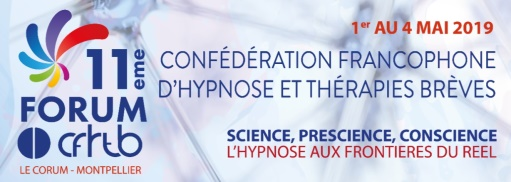 1er AU 4 MAI 2019
11eme
FORUM
cfhtb
LE CORUM - MONTPELLIER
CONFÉDÉRATION FRANCOPHONE
D'HYPNOSE ET THÉRAPIES BRÈVES
SCIENCE, PRESCIENCE, CONSCIENCE
L'HYPNOSE AUX FRONTIERES DU REEL